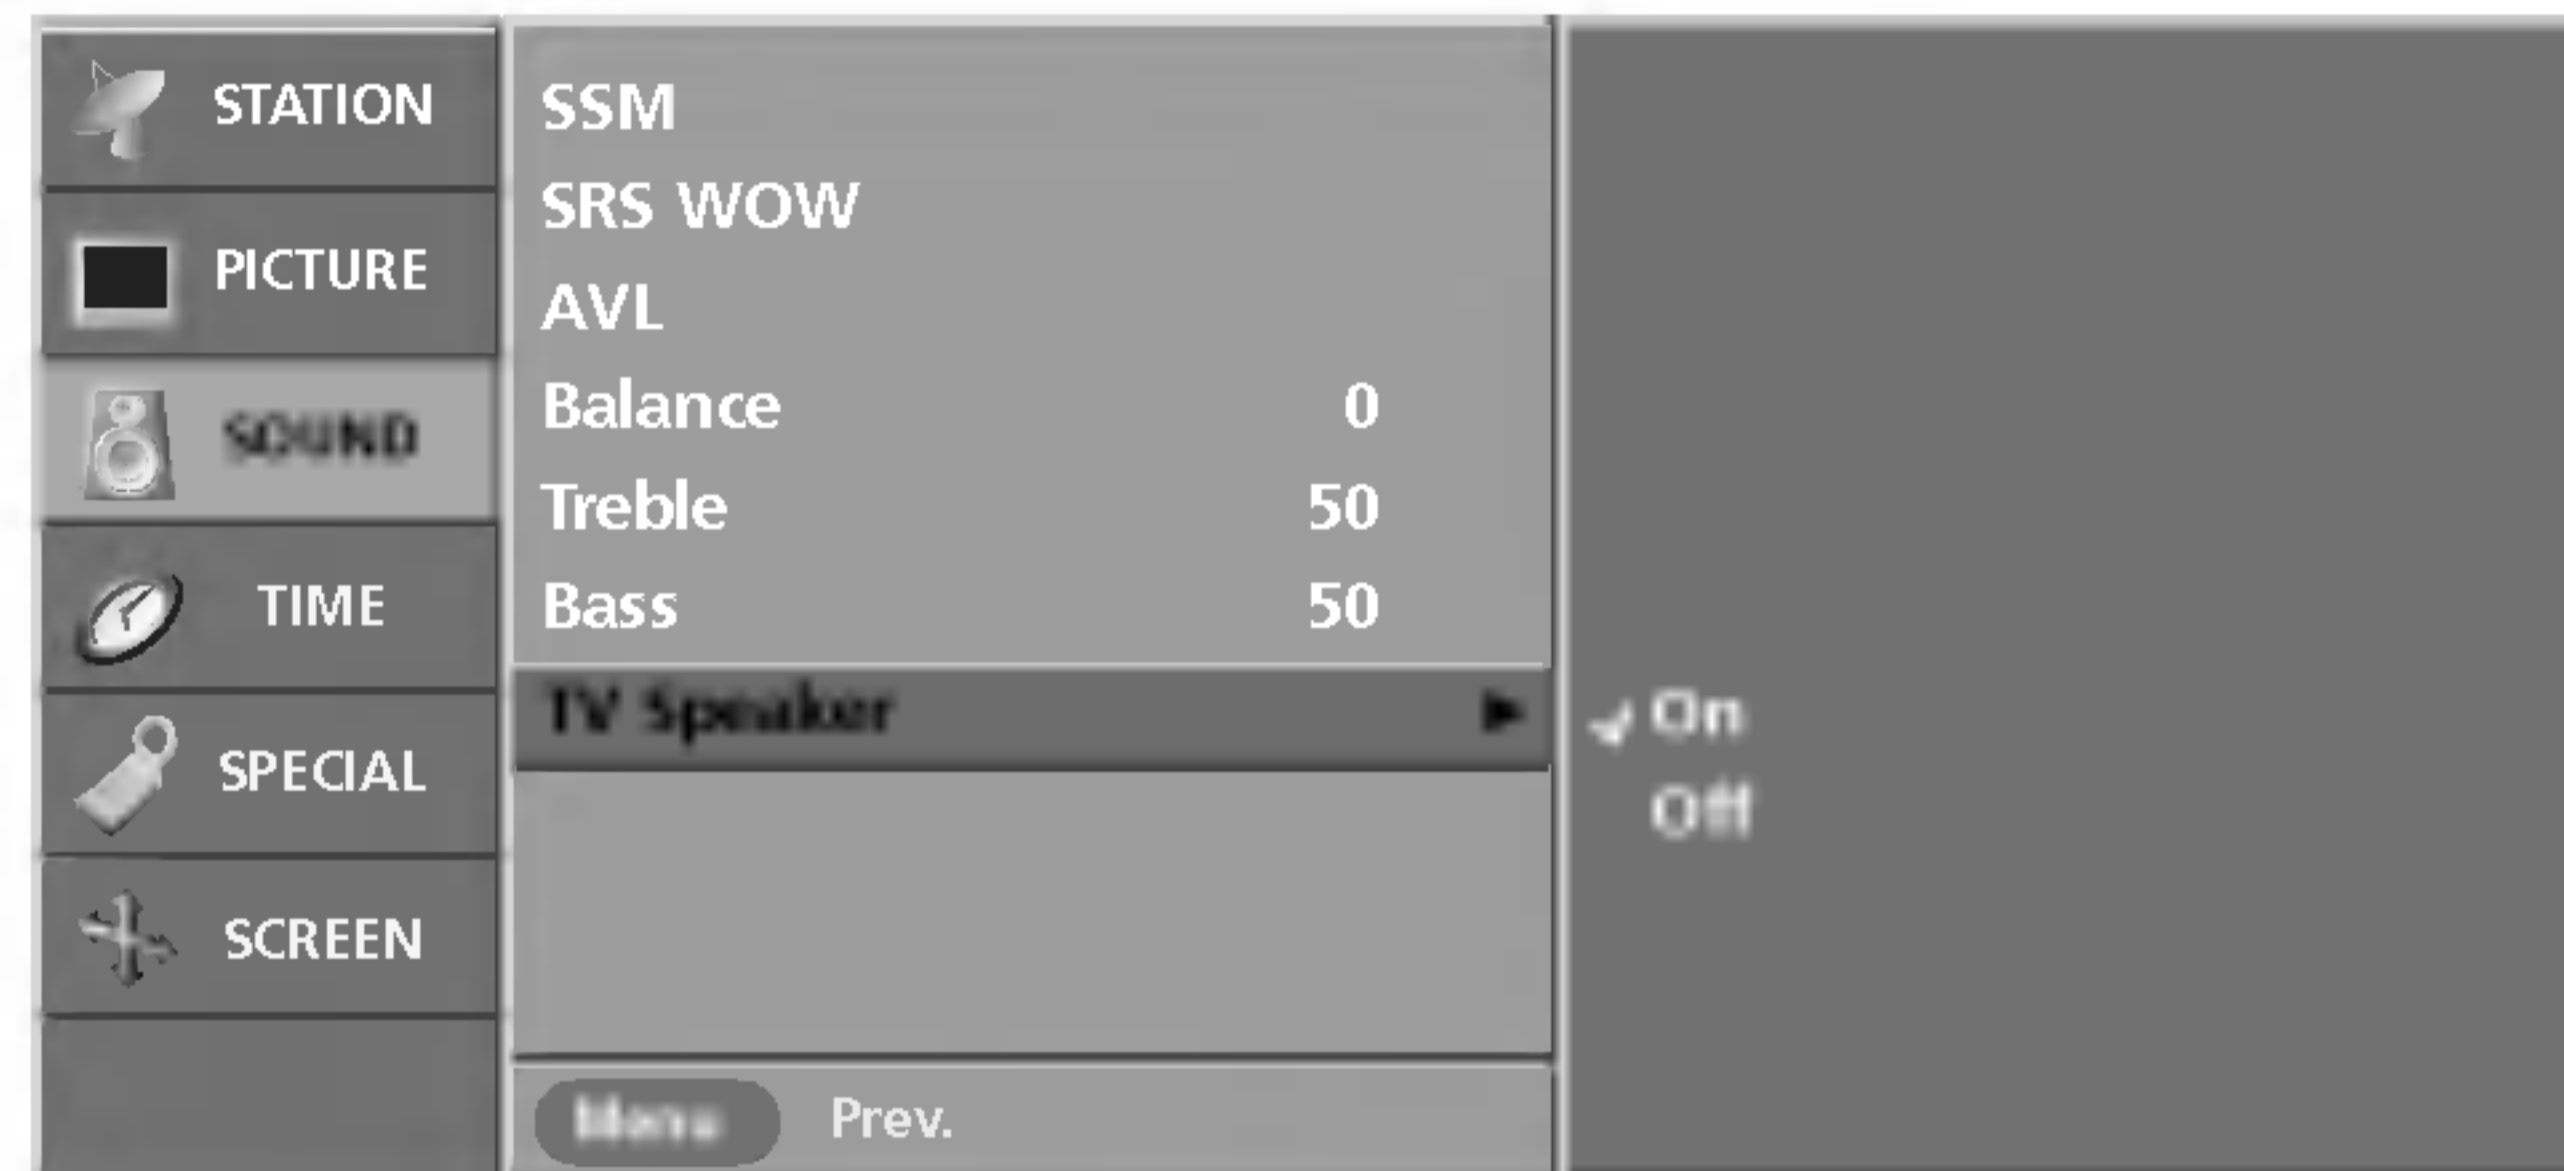 STATION
PICTURE
SOUND
TIME
SPECIAL
SCREEN
SSM
SRS WOW
AVL
Balance 0
Treble 50
Bass 50
TV Speaker ▶
✔ On
Off
Menu Prev.